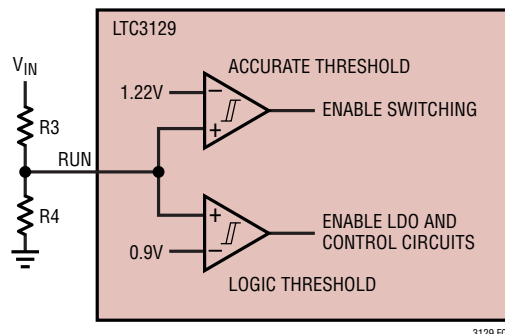 LTC3129
ACCURATE THRESHOLD
VIN
1.22V
–
+
ENABLE SWITCHING
R3
RUN
R4
+
–
0.9V
ENABLE LDO AND
CONTROL CIRCUITS
LOGIC THRESHOLD